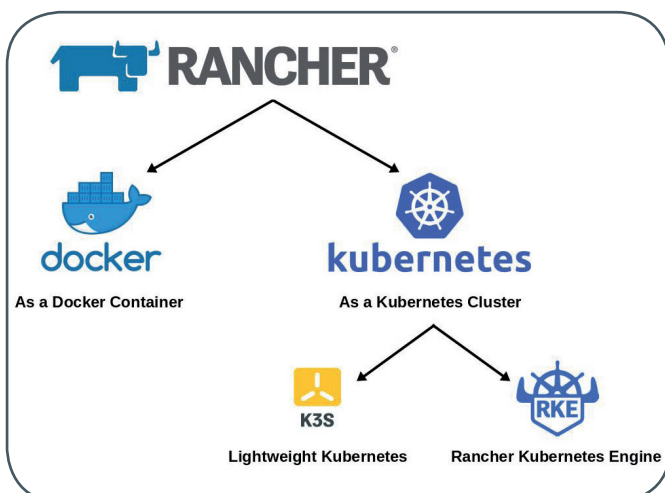 RANCHER®
docker
kubernetes
As a Docker Container
As a Kubernetes Cluster
K3S
RKE
Lightweight Kubernetes
Rancher Kubernetes Engine